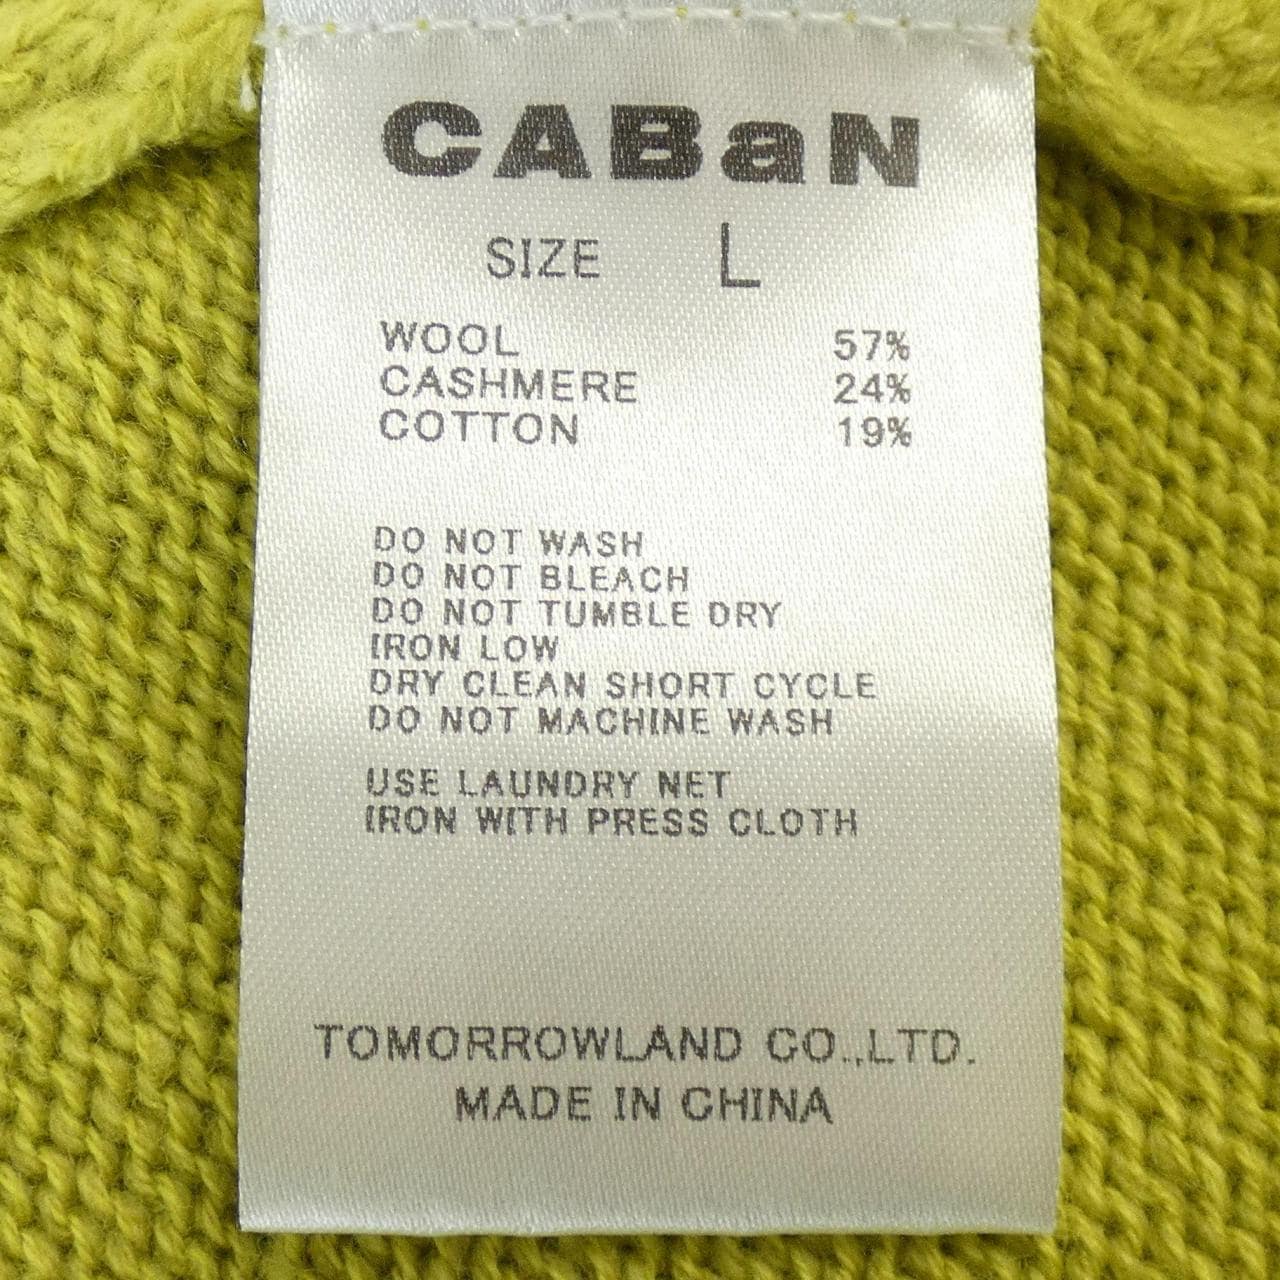 CABaN
SIZE L
WOOL 57%
CASHMERE 24%
COTTON 19%
DO NOT WASH
DO NOT BLEACH
DO NOT TUMBLE DRY
IRON LOW
DRY CLEAN SHORT CYCLE
DO NOT MACHINE WASH
USE LAUNDRY NET
IRON WITH PRESS CLOTH
TOMORROWLAND CO.,LTD.
MADE IN CHINA